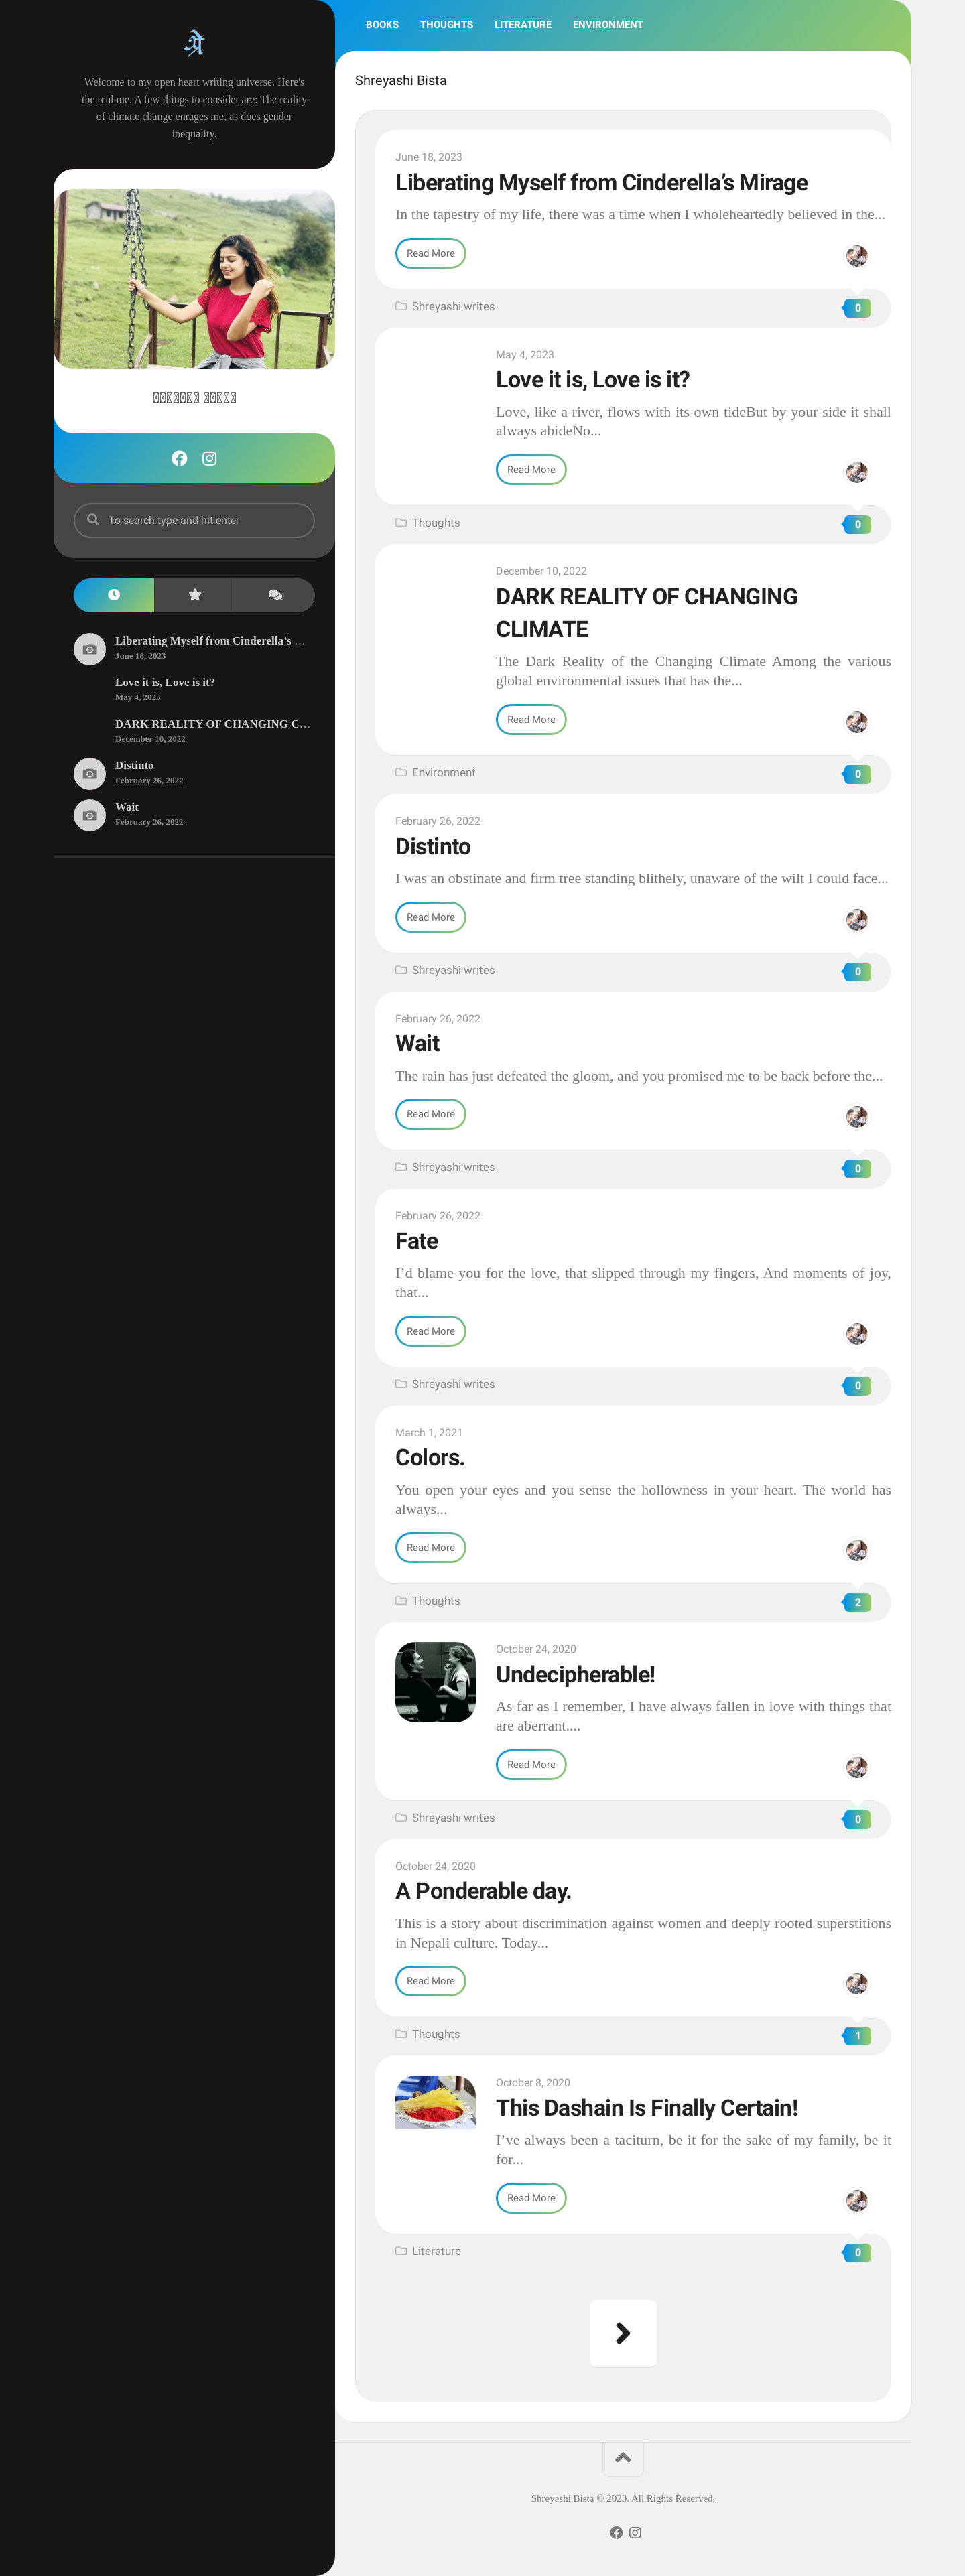 Welcome to my open heart writing universe. Here's
the real me. A few things to consider are: The reality
of climate change enrages me, as does gender
inequality.
To search type and hit enter
Liberating Myself from Cinderella’s …
June 18, 2023
Love it is, Love is it?
May 4, 2023
DARK REALITY OF CHANGING C…
December 10, 2022
Distinto
February 26, 2022
Wait
February 26, 2022
BOOKS THOUGHTS LITERATURE ENVIRONMENT
Shreyashi Bista
June 18, 2023
Liberating Myself from Cinderella’s Mirage
In the tapestry of my life, there was a time when I wholeheartedly believed in the...
Read More
Shreyashi writes 0
May 4, 2023
Love it is, Love is it?
Love, like a river, flows with its own tideBut by your side it shall
always abideNo...
Read More
Thoughts 0
December 10, 2022
DARK REALITY OF CHANGING
CLIMATE
The Dark Reality of the Changing Climate Among the various
global environmental issues that has the...
Read More
Environment 0
February 26, 2022
Distinto
I was an obstinate and firm tree standing blithely, unaware of the wilt I could face...
Read More
Shreyashi writes 0
February 26, 2022
Wait
The rain has just defeated the gloom, and you promised me to be back before the...
Read More
Shreyashi writes 0
February 26, 2022
Fate
I’d blame you for the love, that slipped through my fingers, And moments of joy,
that...
Read More
Shreyashi writes 0
March 1, 2021
Colors.
You open your eyes and you sense the hollowness in your heart. The world has
always...
Read More
Thoughts 2
October 24, 2020
Undecipherable!
As far as I remember, I have always fallen in love with things that
are aberrant....
Read More
Shreyashi writes 0
October 24, 2020
A Ponderable day.
This is a story about discrimination against women and deeply rooted superstitions
in Nepali culture. Today...
Read More
Thoughts 1
October 8, 2020
This Dashain Is Finally Certain!
I’ve always been a taciturn, be it for the sake of my family, be it
for...
Read More
Literature 0
Shreyashi Bista © 2023. All Rights Reserved.